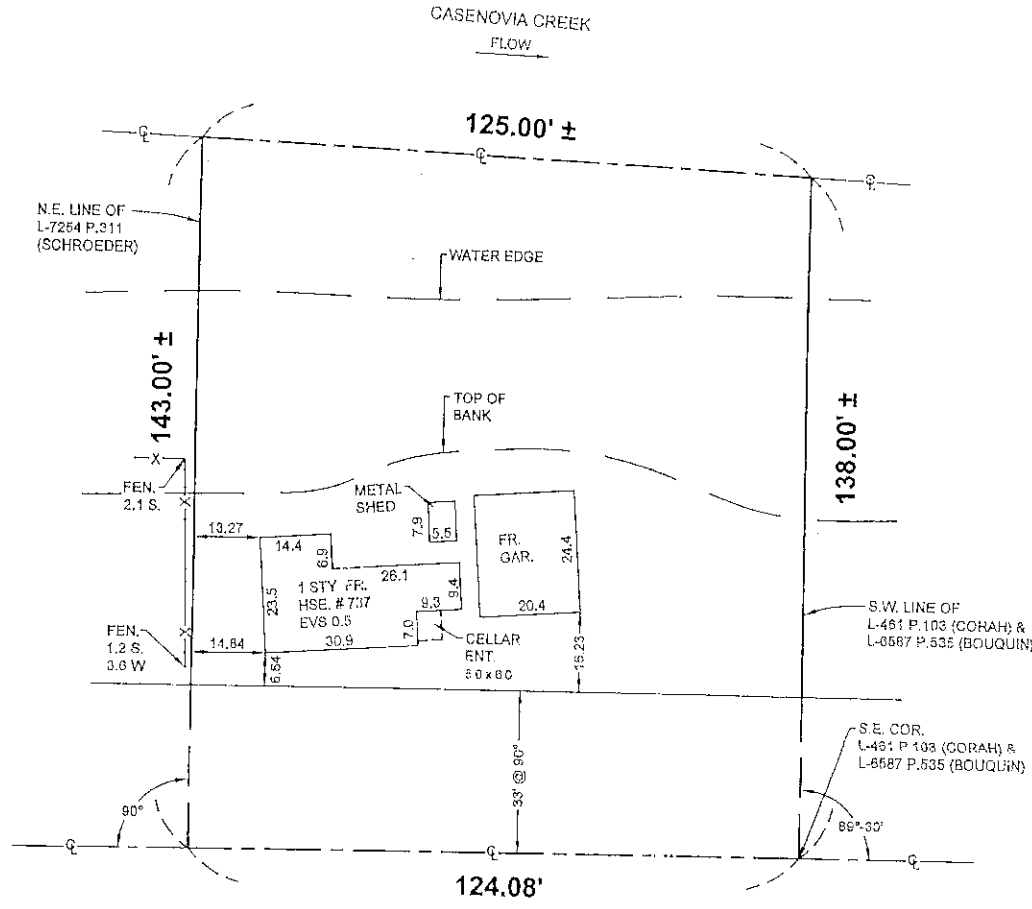 CASENOVIA CREEK
FLOW
125.00' ±
℄
℄
℄
N.E. LINE OF
L-7254 P.311
(SCHROEDER)
WATER EDGE
143.00' ±
138.00' ±
TOP OF
BANK
X
FEN.
2.1 S.
X
METAL
SHED
7.9
5.5
FR.
GAR.
24.4
20.4
13.27
14.4
6.9
26.1
9.4
23.5
1 STY FR.
HSE. # 737
EVS 0.5
9.3
7.0
30.9
CELLAR
ENT.
15.23
X
FEN.
1.2 S.
3.6 W
14.84
6.54
S.W. LINE OF
L-461 P.103 (CORAH) &
L-6587 P.535 (BOUQUIN)
S.E. COR.
L-461 P.103 (CORAH) &
L-6587 P.535 (BOUQUIN)
33' @ 90°
90°
89°-30'
℄
℄
℄
124.08'